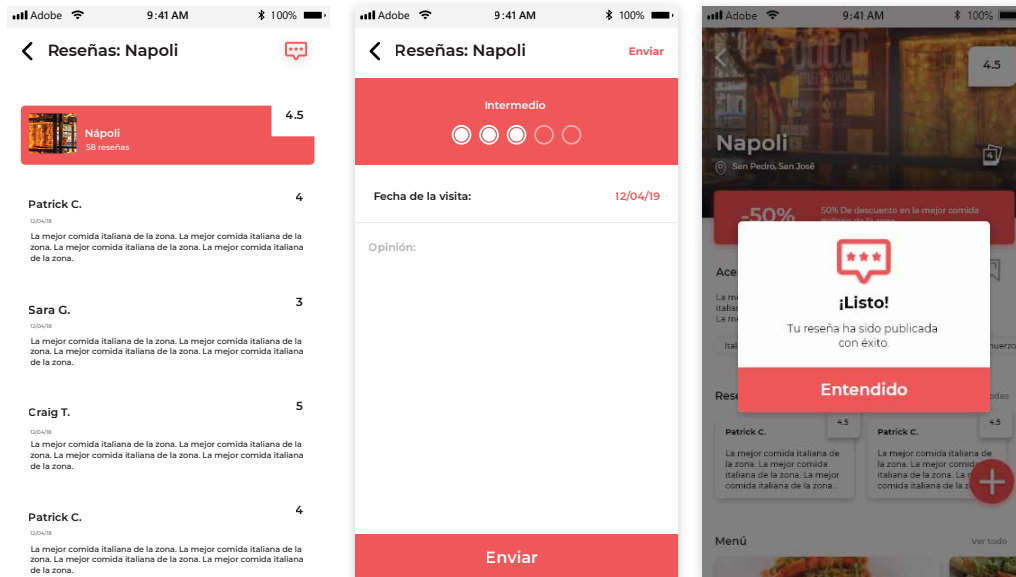 Adobe 9:41 AM 100%
Reseñas: Napoli
4.5
Nápoli
58 reseñas
Patrick C. 4
12/04/18
La mejor comida italiana de la zona. La mejor comida italiana de la
zona. La mejor comida italiana de la zona. La mejor comida italiana
de la zona.
Sara G. 3
12/04/18
La mejor comida italiana de la zona. La mejor comida italiana de la
zona. La mejor comida italiana de la zona. La mejor comida italiana
de la zona.
Craig T. 5
12/04/18
La mejor comida italiana de la zona. La mejor comida italiana de la
zona. La mejor comida italiana de la zona. La mejor comida italiana
de la zona.
Patrick C. 4
12/04/18
La mejor comida italiana de la zona. La mejor comida italiana de la
zona. La mejor comida italiana de la zona. La mejor comida italiana
de la zona.
Adobe 9:41 AM 100%
Reseñas: Napoli Enviar
Intermedio
Fecha de la visita: 12/04/19
Opinión:
Enviar
Adobe 9:41 AM 100%
4.5
Napoli
San Pedro, San José
4
-50% 50% De descuento en la mejor comida
italiana de la zona
¡Listo!
Tu reseña ha sido publicada
con éxito.
Entendido
4.5 4.5
Patrick C. Patrick C.
La mejor comida italiana de La mejor comida italiana de
la zona. La mejor comida la zona. La mejor comida
italiana de la zona. La mejor italiana de la zona. La
comida italiana de la zona... comida italiana de la
Menú Ver todo